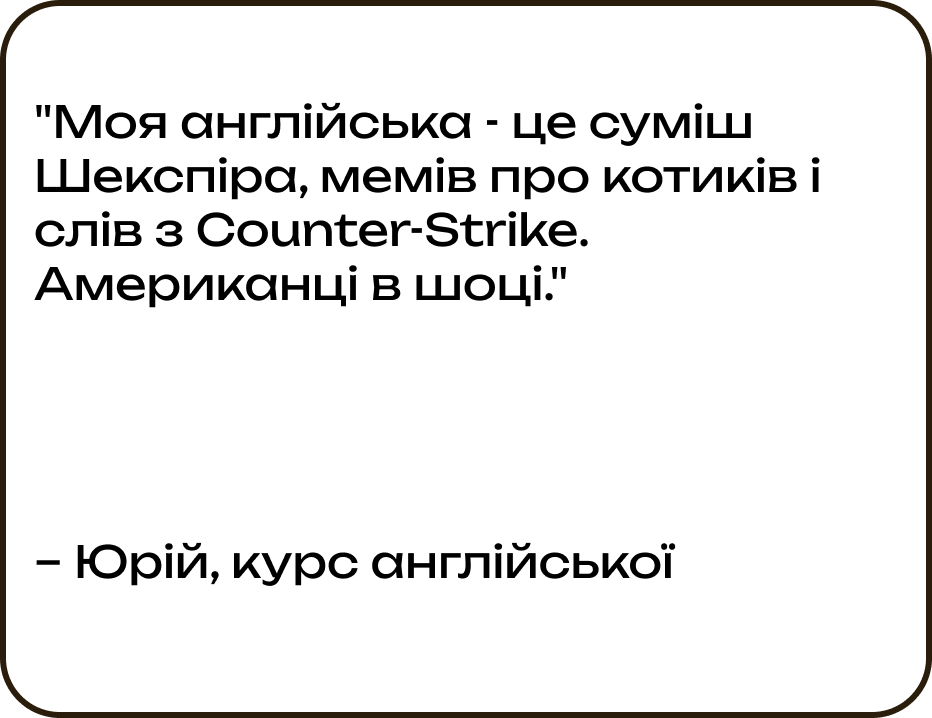 "Моя англійська - це суміш
Шекспіра, мемів про котиків і
слів з Counter-Strike.
Американці в шоці."
– Юрій, курс англійської